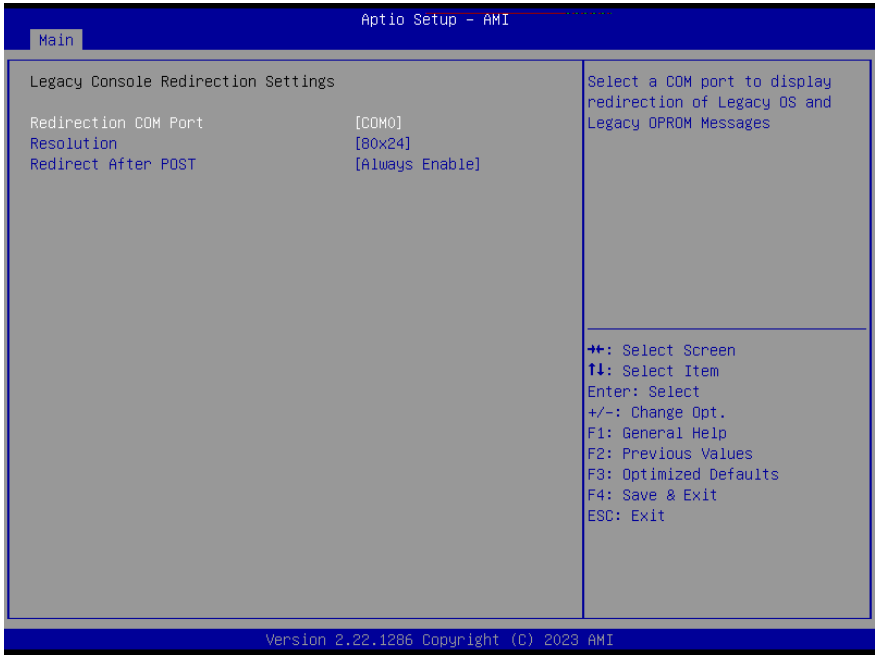 Aptio Setup – AMI
Main
Legacy Console Redirection Settings
Redirection COM Port [COM0]
Resolution [80x24]
Redirect After POST [Always Enable]
Select a COM port to display
redirection of Legacy OS and
Legacy OPROM Messages
→←: Select Screen
↑↓: Select Item
Enter: Select
+/-: Change Opt.
F1: General Help
F2: Previous Values
F3: Optimized Defaults
F4: Save & Exit
ESC: Exit
Version 2.22.1286 Copyright (C) 2023 AMI